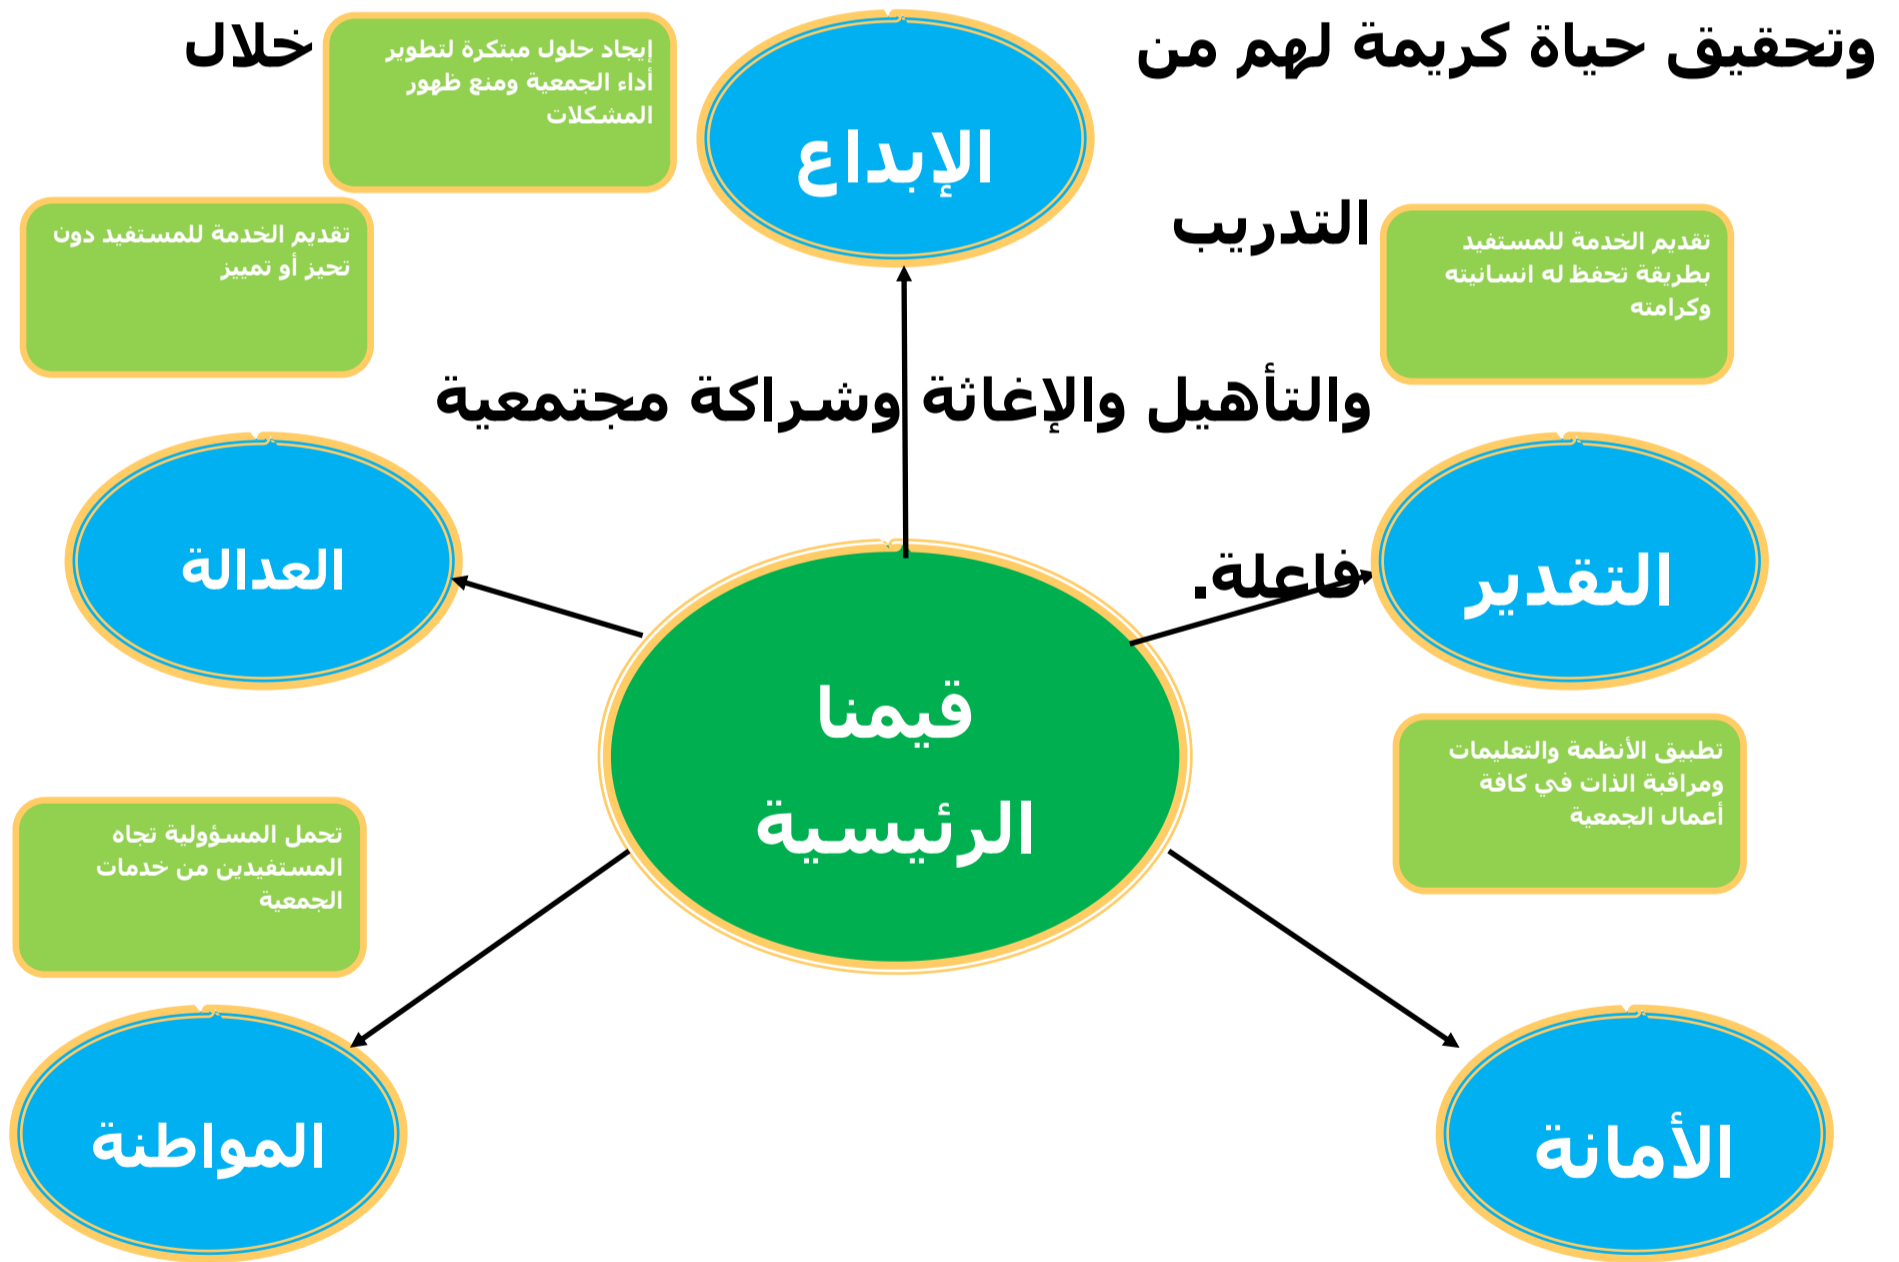 وتحقيق حياة كريمة لهم من خلال
التدريب
والتأهيل والإغاثة وشراكة مجتمعية
فاعلة.
الإبداع
إيجاد حلول مبتكرة لتطوير
أداء الجمعية ومنع ظهور
المشكلات
تقديم الخدمة للمستفيد
بطريقة تحفظ له انسانيته
وكرامته
التقدير
تقديم الخدمة للمستفيد دون
تحيز أو تمييز
العدالة
قيمنا
الرئيسية
تطبيق الأنظمة والتعليمات
ومراقبة الذات في كافة
أعمال الجمعية
الأمانة
تحمل المسؤولية تجاه
المستفيدين من خدمات
الجمعية
المواطنة